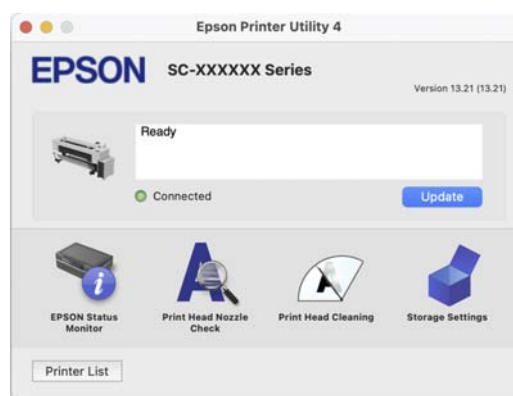 Epson Printer Utility 4
EPSON
SC-XXXXXX Series
Version 13.21 (13.21)
Ready
Connected
Update
EPSON Status
Monitor
Print Head Nozzle
Check
Print Head Cleaning
Storage Settings
Printer List